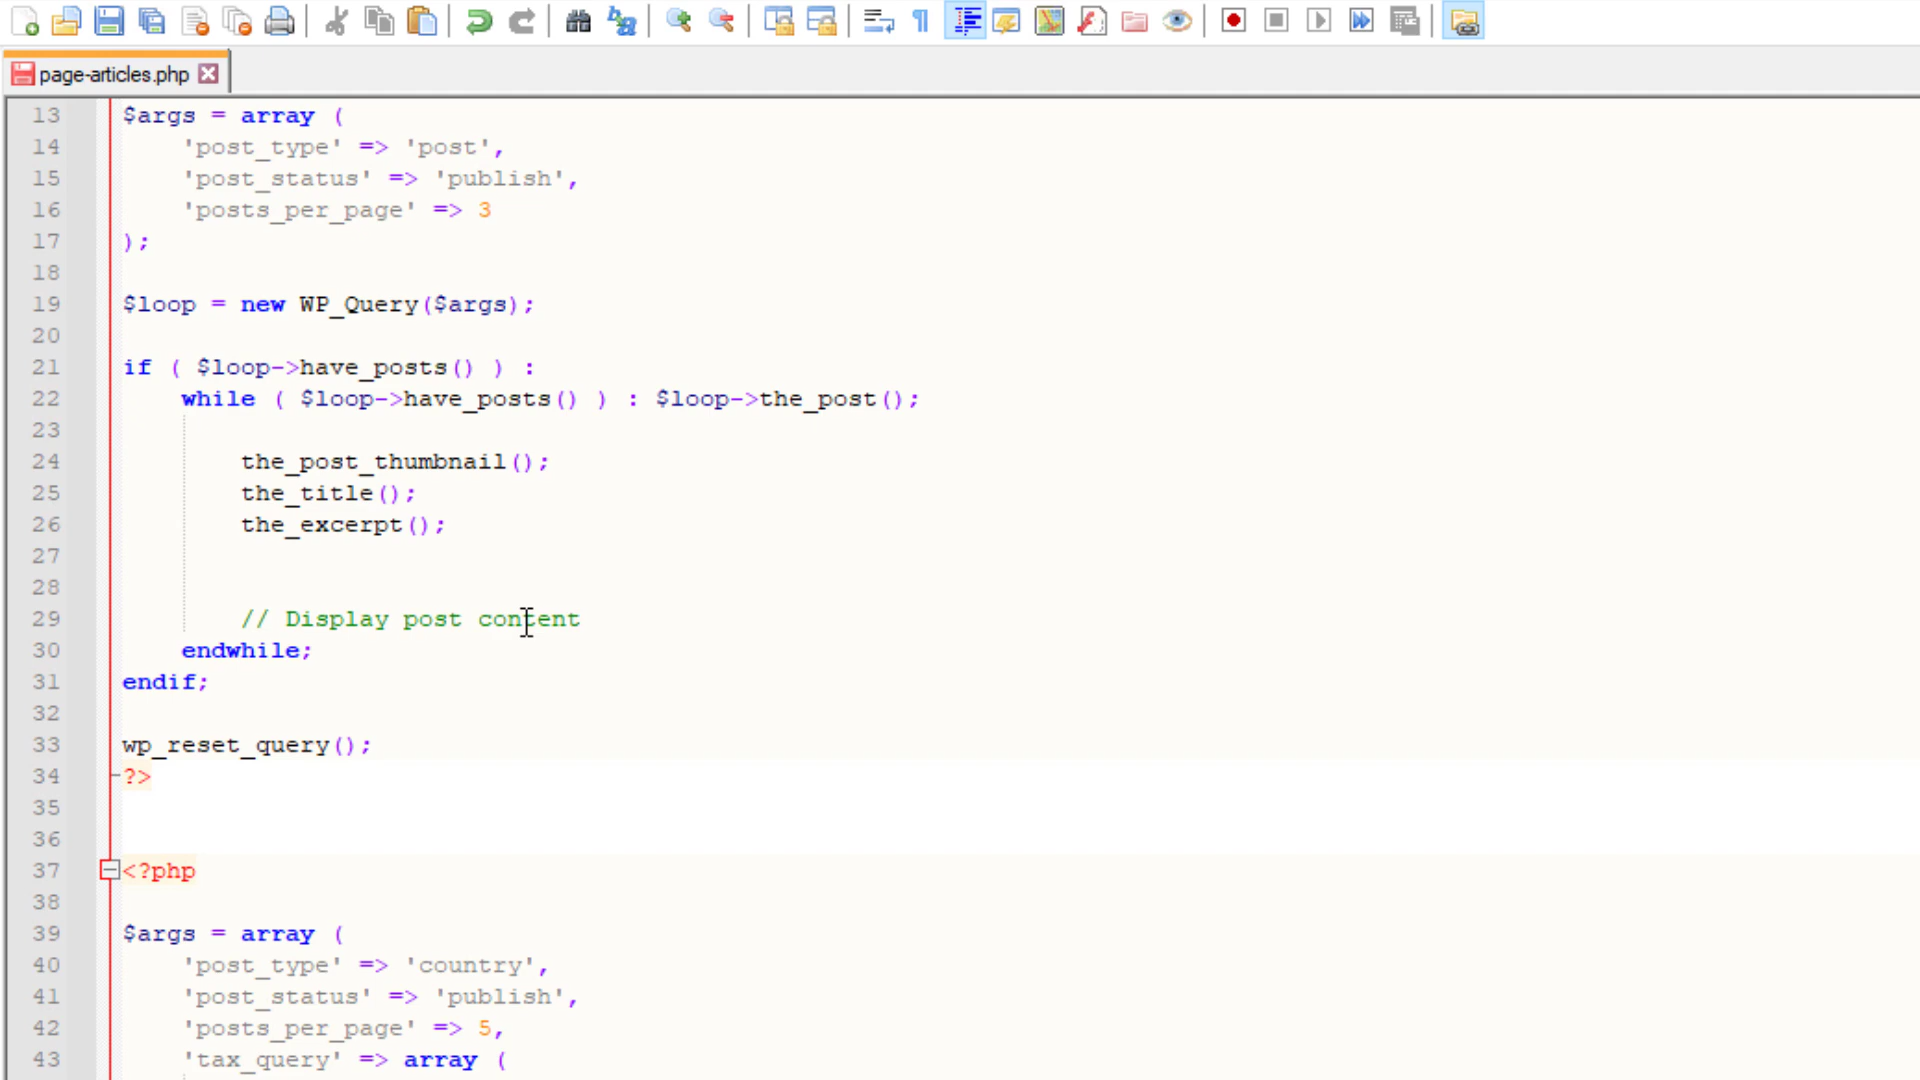 page-articles.php
13 $args = array (
14 'post_type' => 'post',
15 'post_status' => 'publish',
16 'posts_per_page' => 3
17 );
18
19 $loop = new WP_Query($args);
20
21 if ( $loop->have_posts() ) :
22 while ( $loop->have_posts() ) : $loop->the_post();
23
24 the_post_thumbnail();
25 the_title();
26 the_excerpt();
27
28
29 // Display post content
30 endwhile;
31 endif;
32
33 wp_reset_query();
34 ?>
35
36
37 <?php
38
39 $args = array (
40 'post_type' => 'country',
41 'post_status' => 'publish',
42 'posts_per_page' => 5,
43 'tax_query' => array (